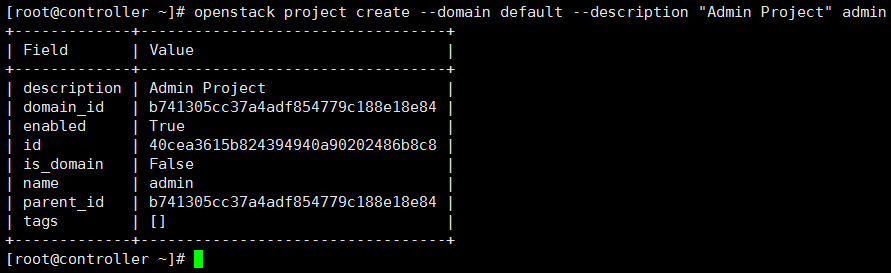 [root@controller ~]# openstack project create --domain default --description "Admin Project" admin
+-------------+----------------------------------+
| Field       | Value                            |
+-------------+----------------------------------+
| description | Admin Project                    |
| domain_id   | b741305cc37a4adf854779c188e18e84 |
| enabled     | True                             |
| id          | 40cea3615b824394940a90202486b8c8 |
| is_domain   | False                            |
| name        | admin                            |
| parent_id   | b741305cc37a4adf854779c188e18e84 |
| tags        | []                               |
+-------------+----------------------------------+
[root@controller ~]#